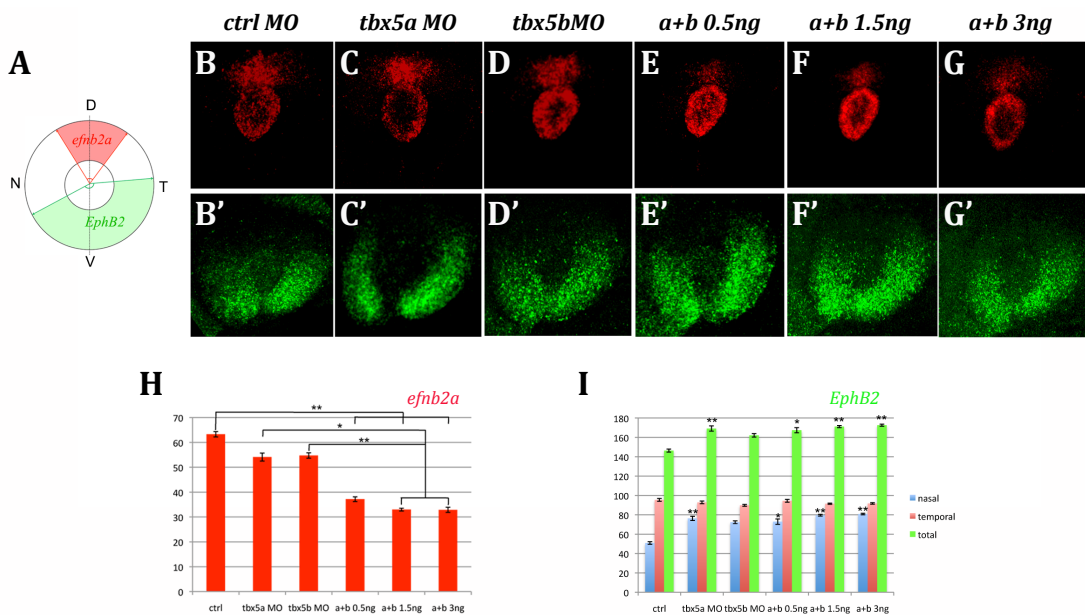 ctrl MO tbx5a MO tbx5bMO a+b 0.5ng a+b 1.5ng a+b 3ng
A B C D E F G
D
efnb2a
N T
EphB2
V
B' C' D' E' F' G'
H efnb2a
70
60
50
40
30
20
10
0
** 
*
**
ctrl tbx5a MO tbx5b MO a+b 0.5ng a+b 1.5ng a+b 3ng
I EphB2
180
160
140
120
100
80
60
40
20
0
** * ** **
** * ** **
nasal
temporal
total
ctrl tbx5a MO tbx5b MO a+b 0.5ng a+b 1.5ng a+b 3ng